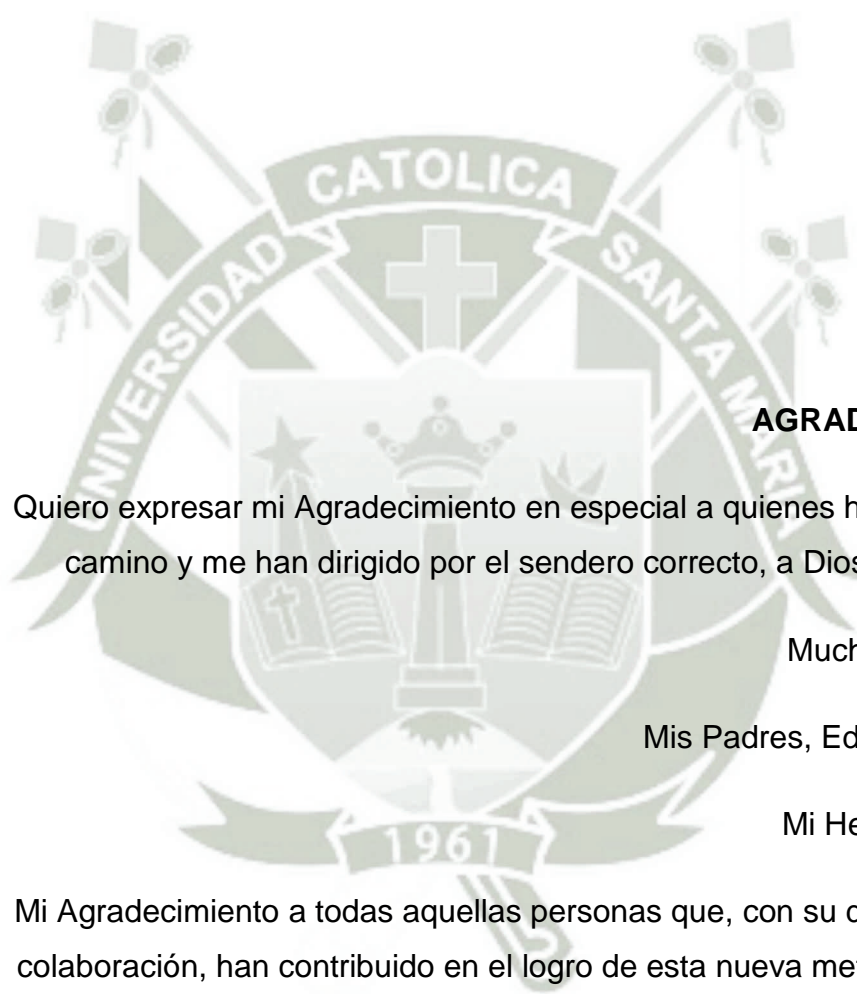 UNIVERSIDAD CATOLICA SANTA MARIA
AGRAD
Quiero expresar mi Agradecimiento en especial a quienes h
camino y me han dirigido por el sendero correcto, a Dios
Much
Mis Padres, Ed
Mi He
1961
Mi Agradecimiento a todas aquellas personas que, con su
colaboración, han contribuido en el logro de esta nueva met